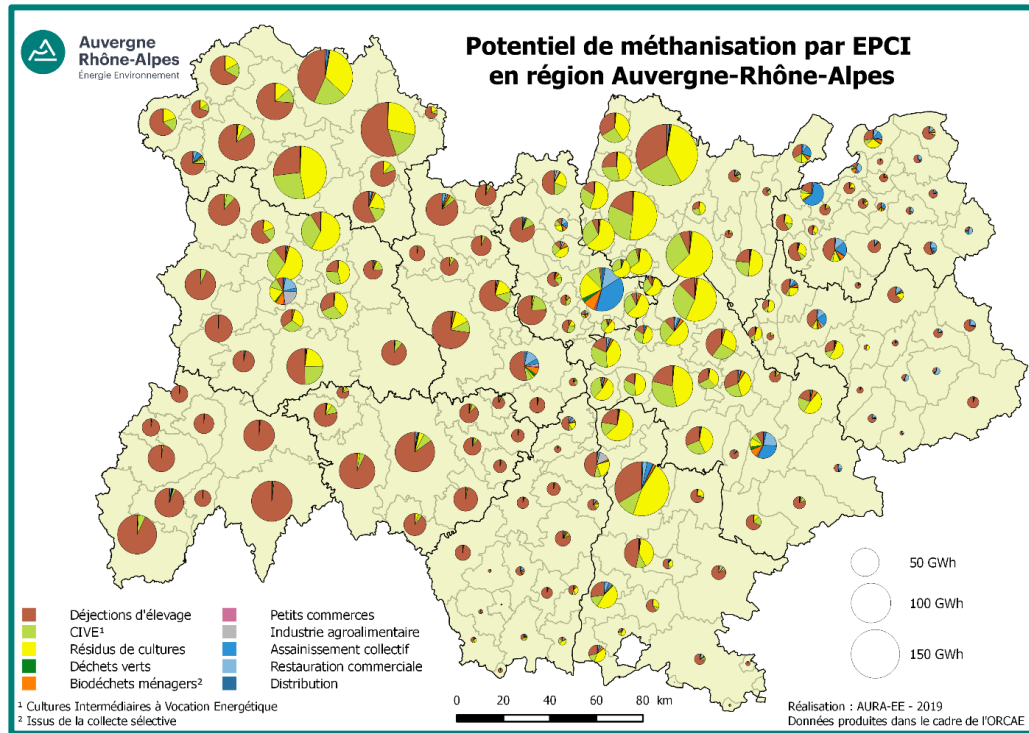 Auvergne
Rhône-Alpes
Énergie Environnement
Potentiel de méthanisation par EPCI
en région Auvergne-Rhône-Alpes
50 GWh
100 GWh
150 GWh
Déjections d'élevage
CIVE¹
Résidus de cultures
Déchets verts
Biodéchets ménagers²
Petits commerces
Industrie agroalimentaire
Assainissement collectif
Restauration commerciale
Distribution
¹ Cultures Intermédiaires à Vocation Energétique
² Issus de la collecte sélective
0 20 40 60 80 km
Réalisation : AURA-EE - 2019
Données produites dans le cadre de l'ORCAE